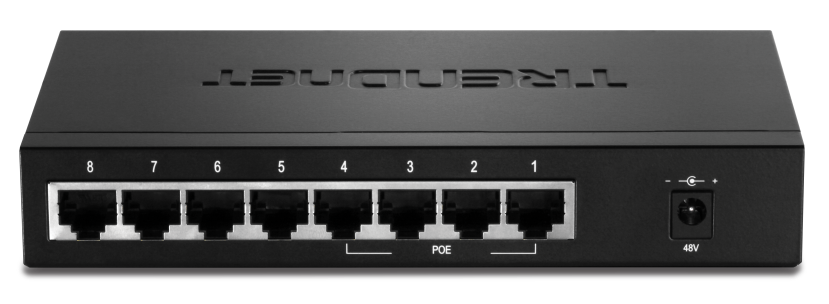 TRENDNET
8 7 6 5 4 3 2 1
- +
POE
48V